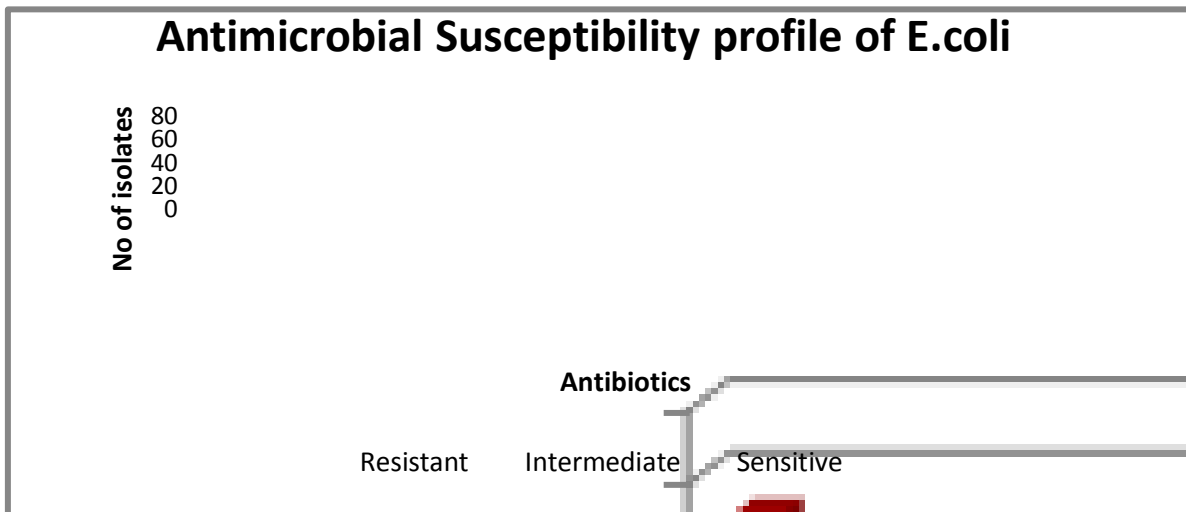 Antimicrobial Susceptibility profile of E.coli
No of isolates
80
60
40
20
0
Antibiotics
Resistant Intermediate Sensitive